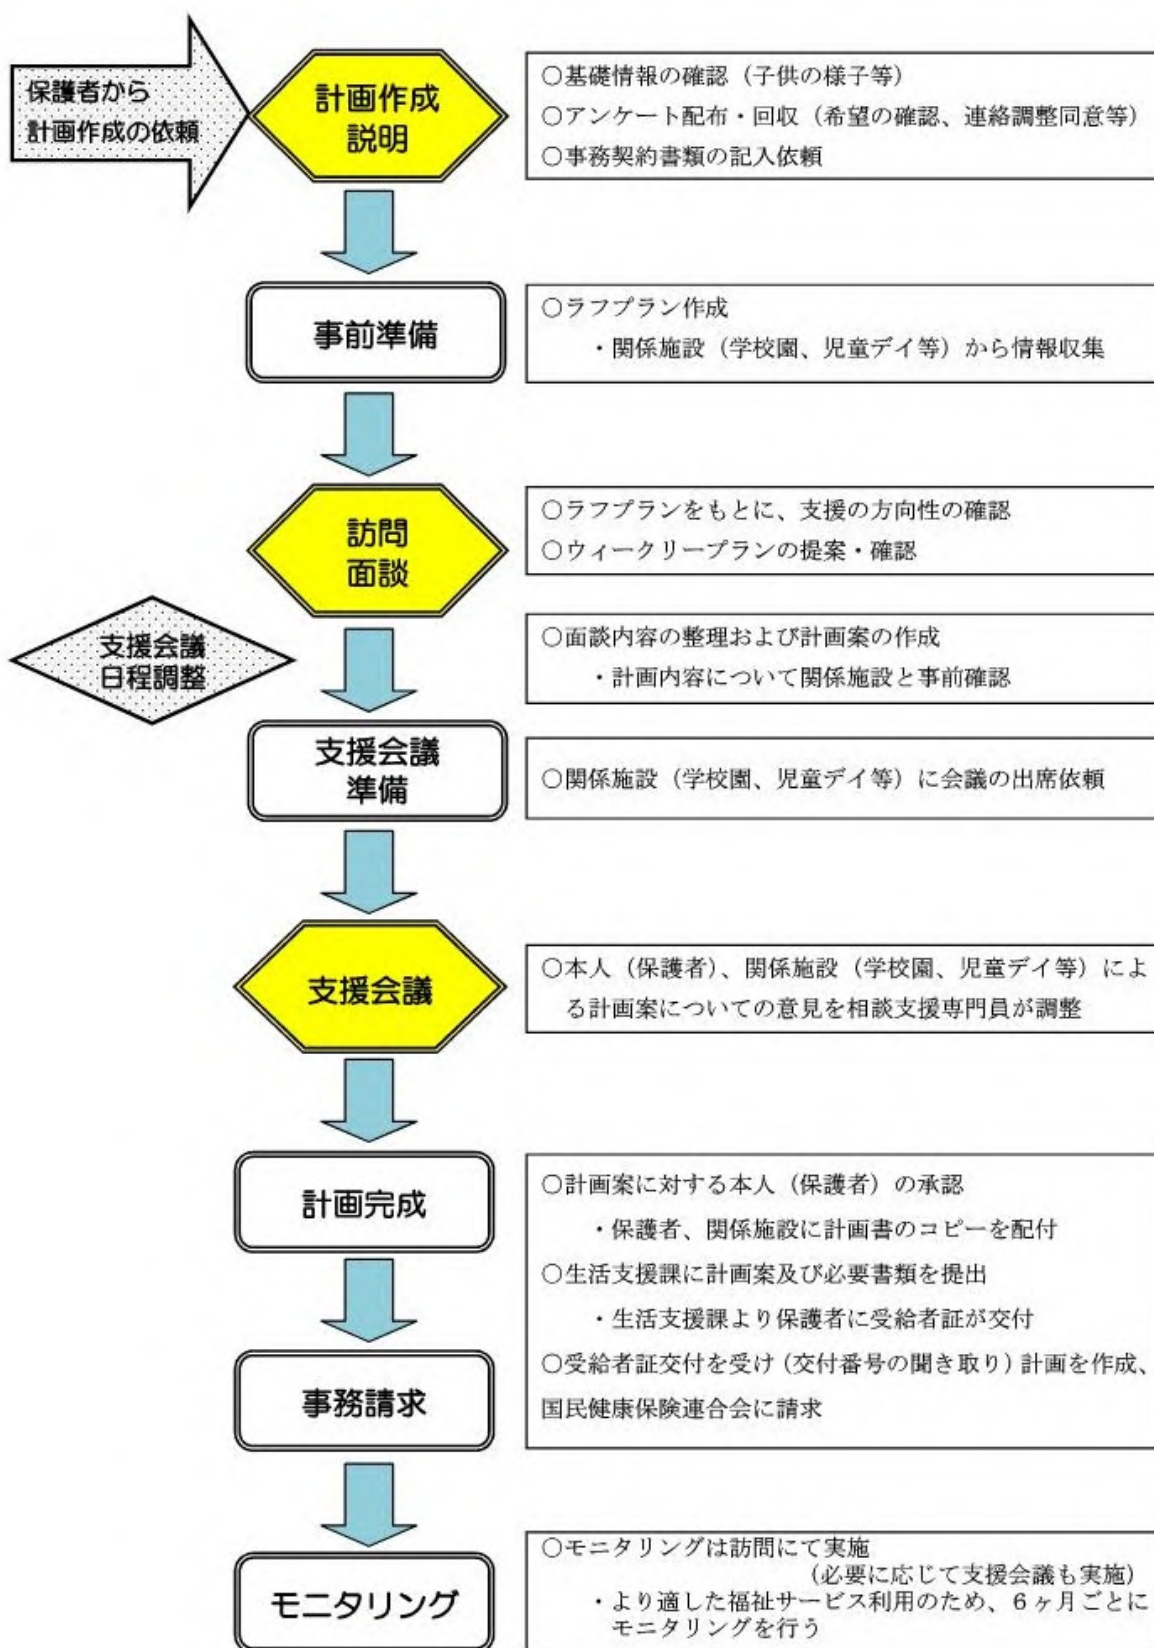 保護者から
計画作成の依頼
計画作成
説明
○基礎情報の確認（子供の様子等）
○アンケート配布・回収（希望の確認、連絡調整同意等）
○事務契約書類の記入依頼
事前準備
○ラフプラン作成
・関係施設（学校園、児童デイ等）から情報収集
訪問
面談
○ラフプランをもとに、支援の方向性の確認
○ウィークリープランの提案・確認
支援会議
日程調整
○面談内容の整理および計画案の作成
・計画内容について関係施設と事前確認
支援会議
準備
○関係施設（学校園、児童デイ等）に会議の出席依頼
支援会議
○本人（保護者）、関係施設（学校園、児童デイ等）によ
る計画案についての意見を相談支援専門員が調整
計画完成
○計画案に対する本人（保護者）の承認
・保護者、関係施設に計画書のコピーを配付
○生活支援課に計画案及び必要書類を提出
・生活支援課より保護者に受給者証が交付
事務請求
○受給者証交付を受け（交付番号の聞き取り）計画を作成、
国民健康保険連合会に請求
モニタリング
○モニタリングは訪問にて実施
（必要に応じて支援会議も実施）
・より適した福祉サービス利用のため、６ヶ月ごとに
モニタリングを行う